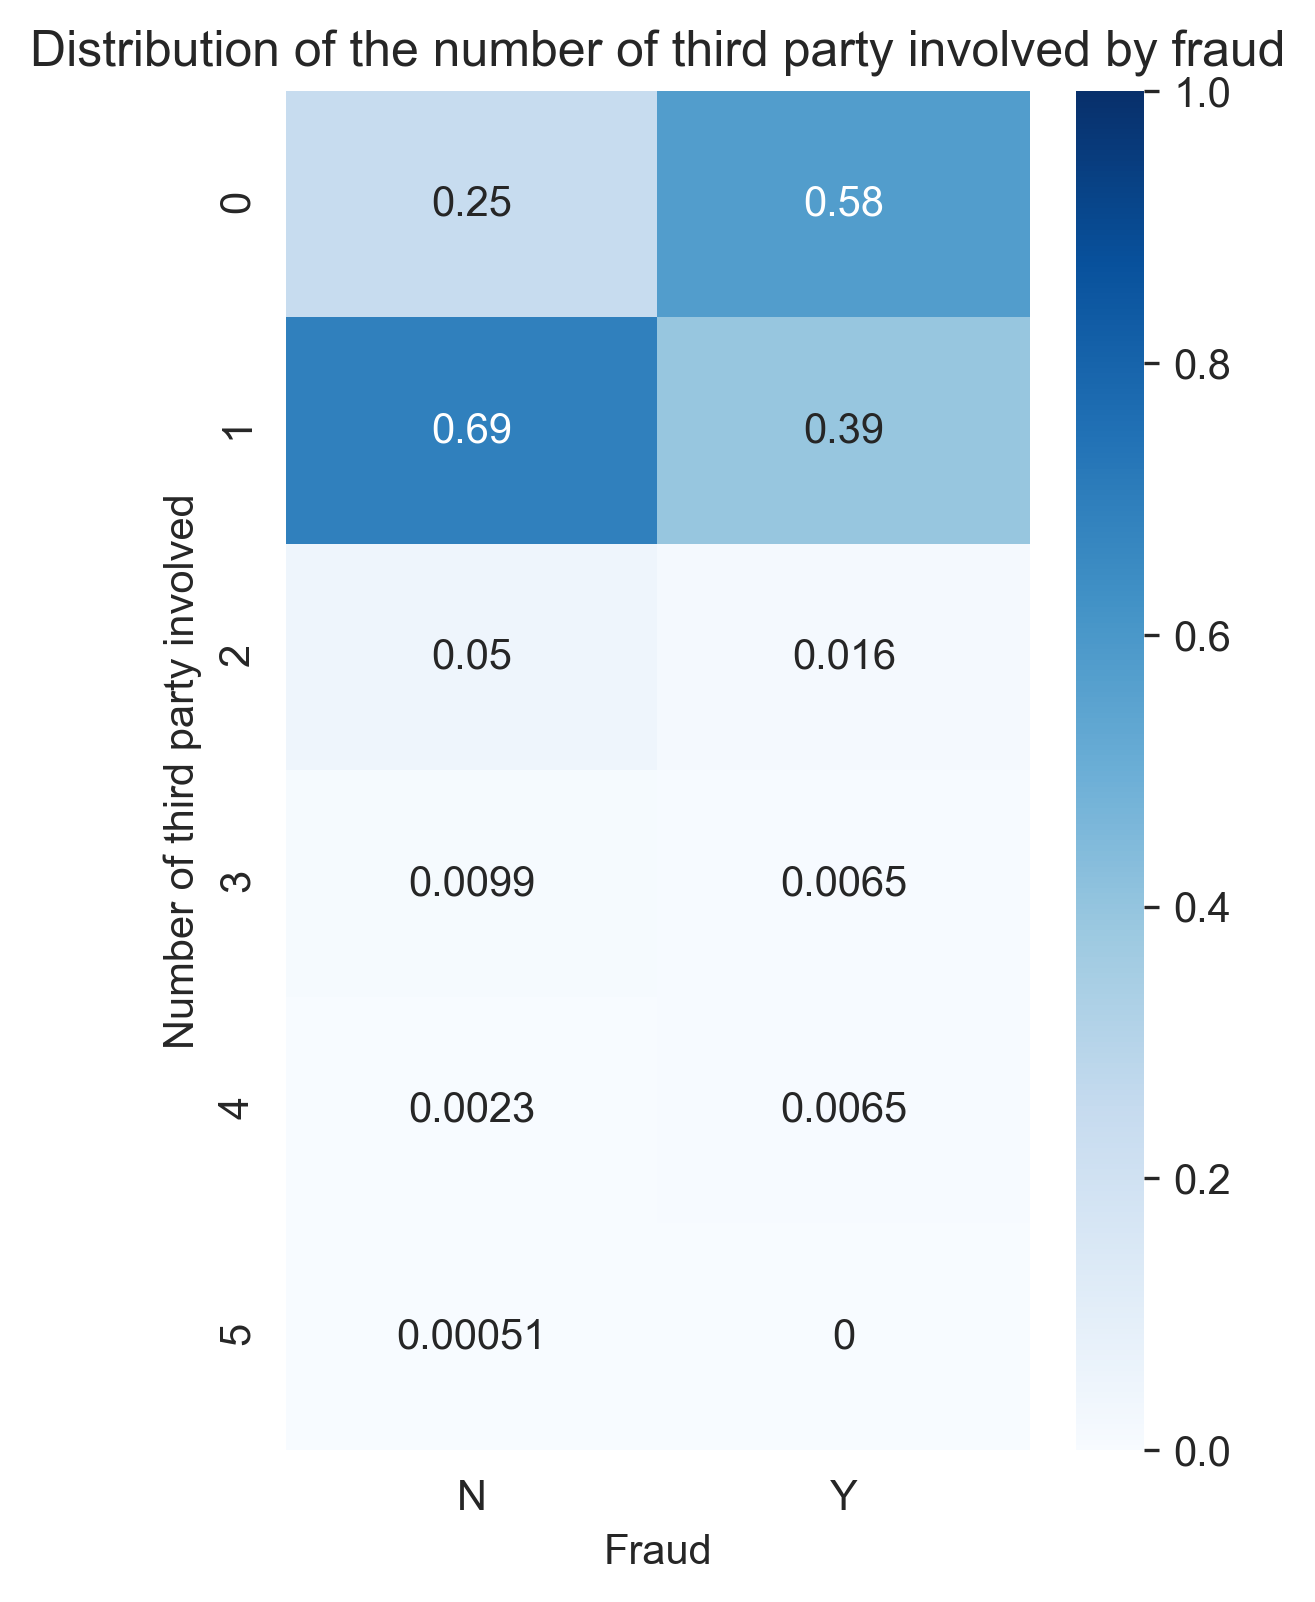 Distribution of the number of third party involved by fraud
Number of third party involved
0 0.25 0.58
1 0.69 0.39
2 0.05 0.016
3 0.0099 0.0065
4 0.0023 0.0065
5 0.00051 0
N Y
Fraud
1.0
0.8
0.6
0.4
0.2
0.0